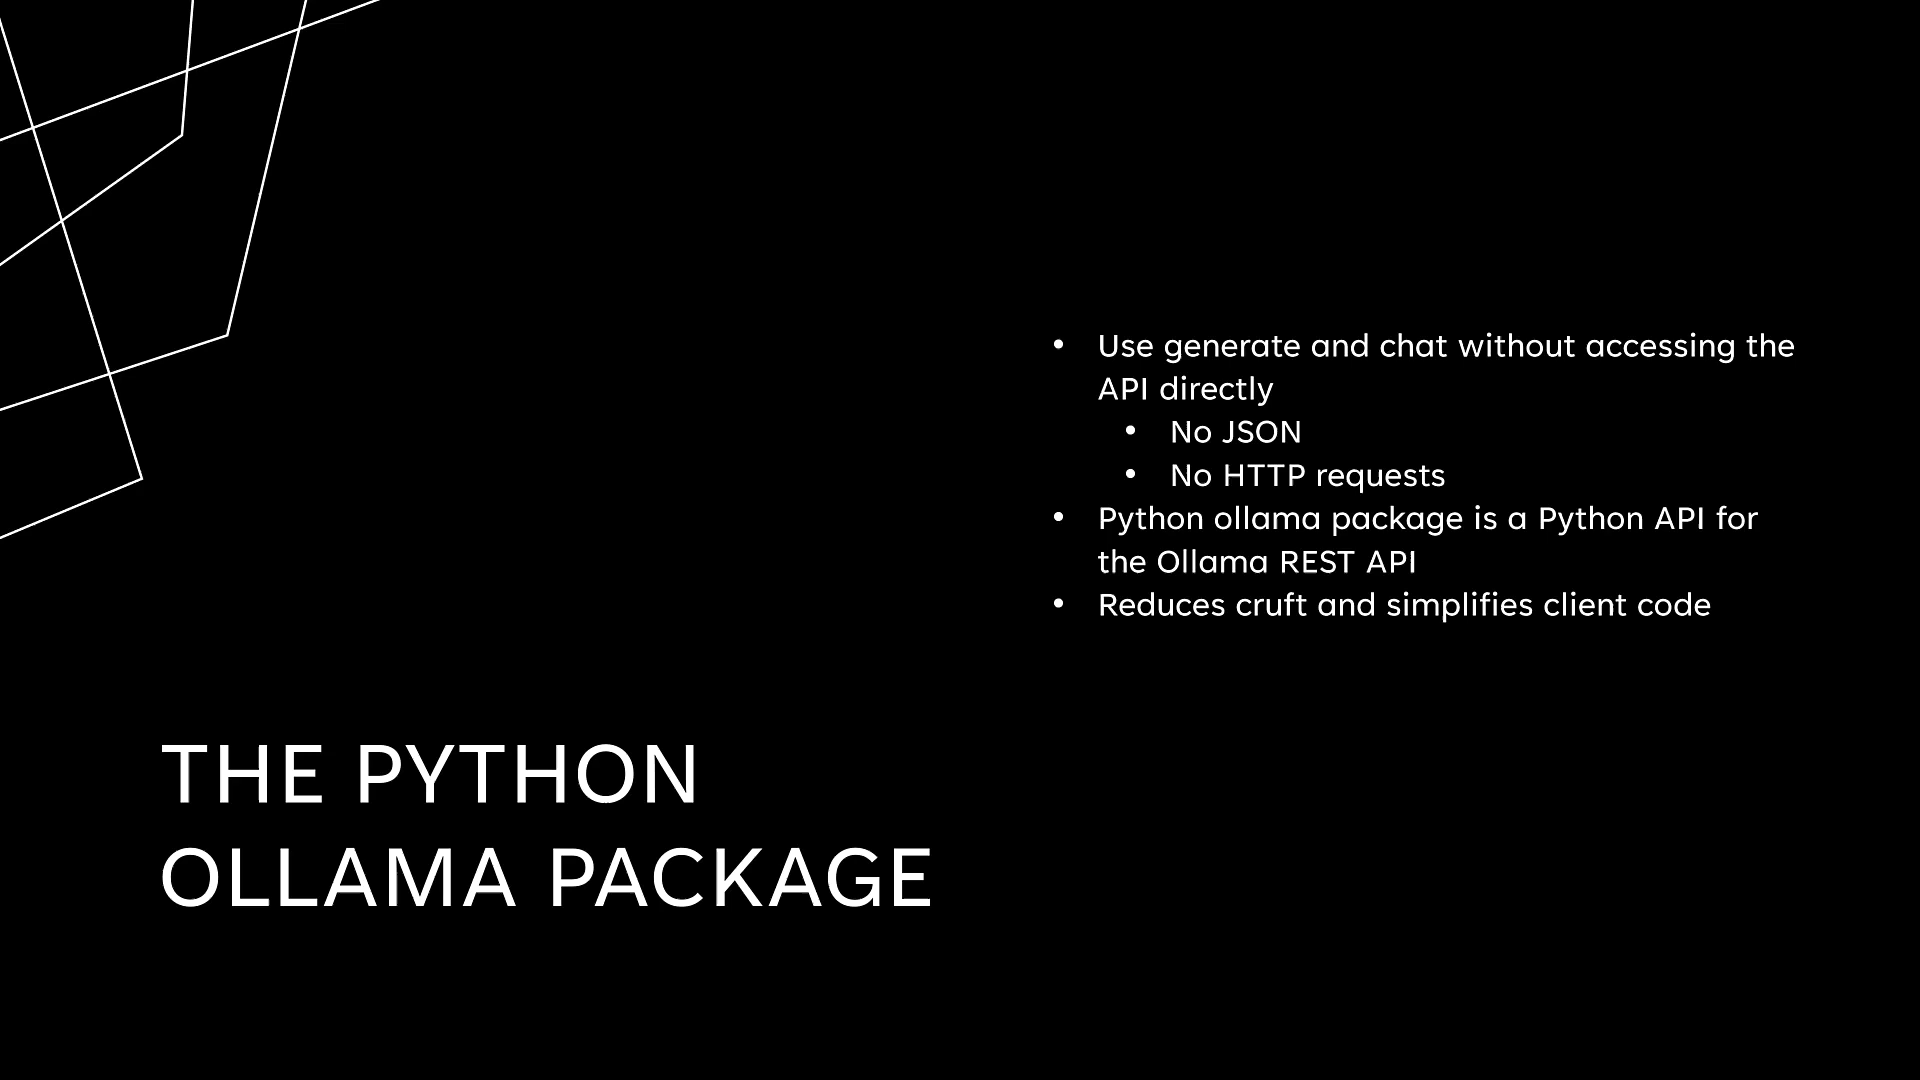 THE PYTHON
OLLAMA PACKAGE
• Use generate and chat without accessing the
API directly
• No JSON
• No HTTP requests
• Python ollama package is a Python API for
the Ollama REST API
• Reduces cruft and simplifies client code